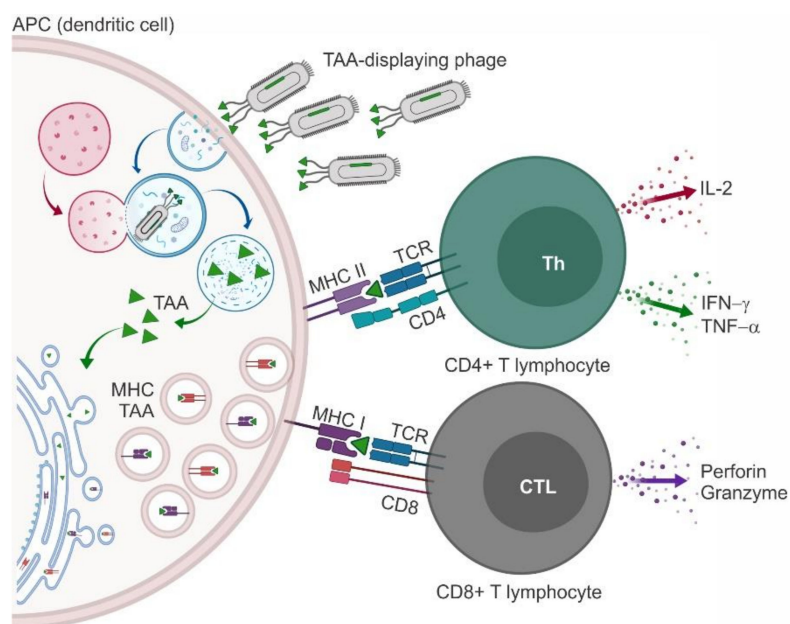 APC (dendritic cell)
TAA-displaying phage
IL-2
MHC II
TCR
Th
TAA
CD4
IFN–γ
TNF–α
CD4+ T lymphocyte
MHC
TAA
MHC I
TCR
CTL
Perforin
Granzyme
CD8
CD8+ T lymphocyte